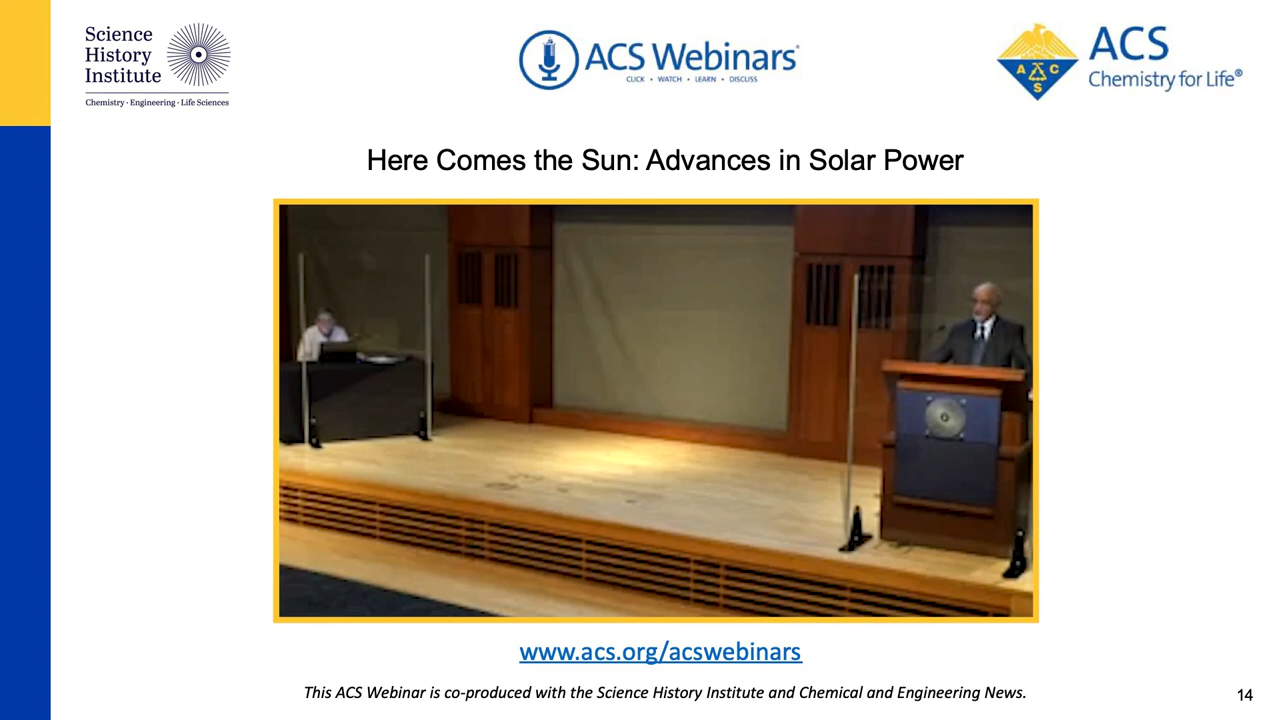 Science
History
Institute
Chemistry · Engineering · Life Sciences
ACS Webinars®
CLICK • WATCH • LEARN • DISCUSS
A C S
ACS
Chemistry for Life®
Here Comes the Sun: Advances in Solar Power
www.acs.org/acswebinars
This ACS Webinar is co-produced with the Science History Institute and Chemical and Engineering News.
14